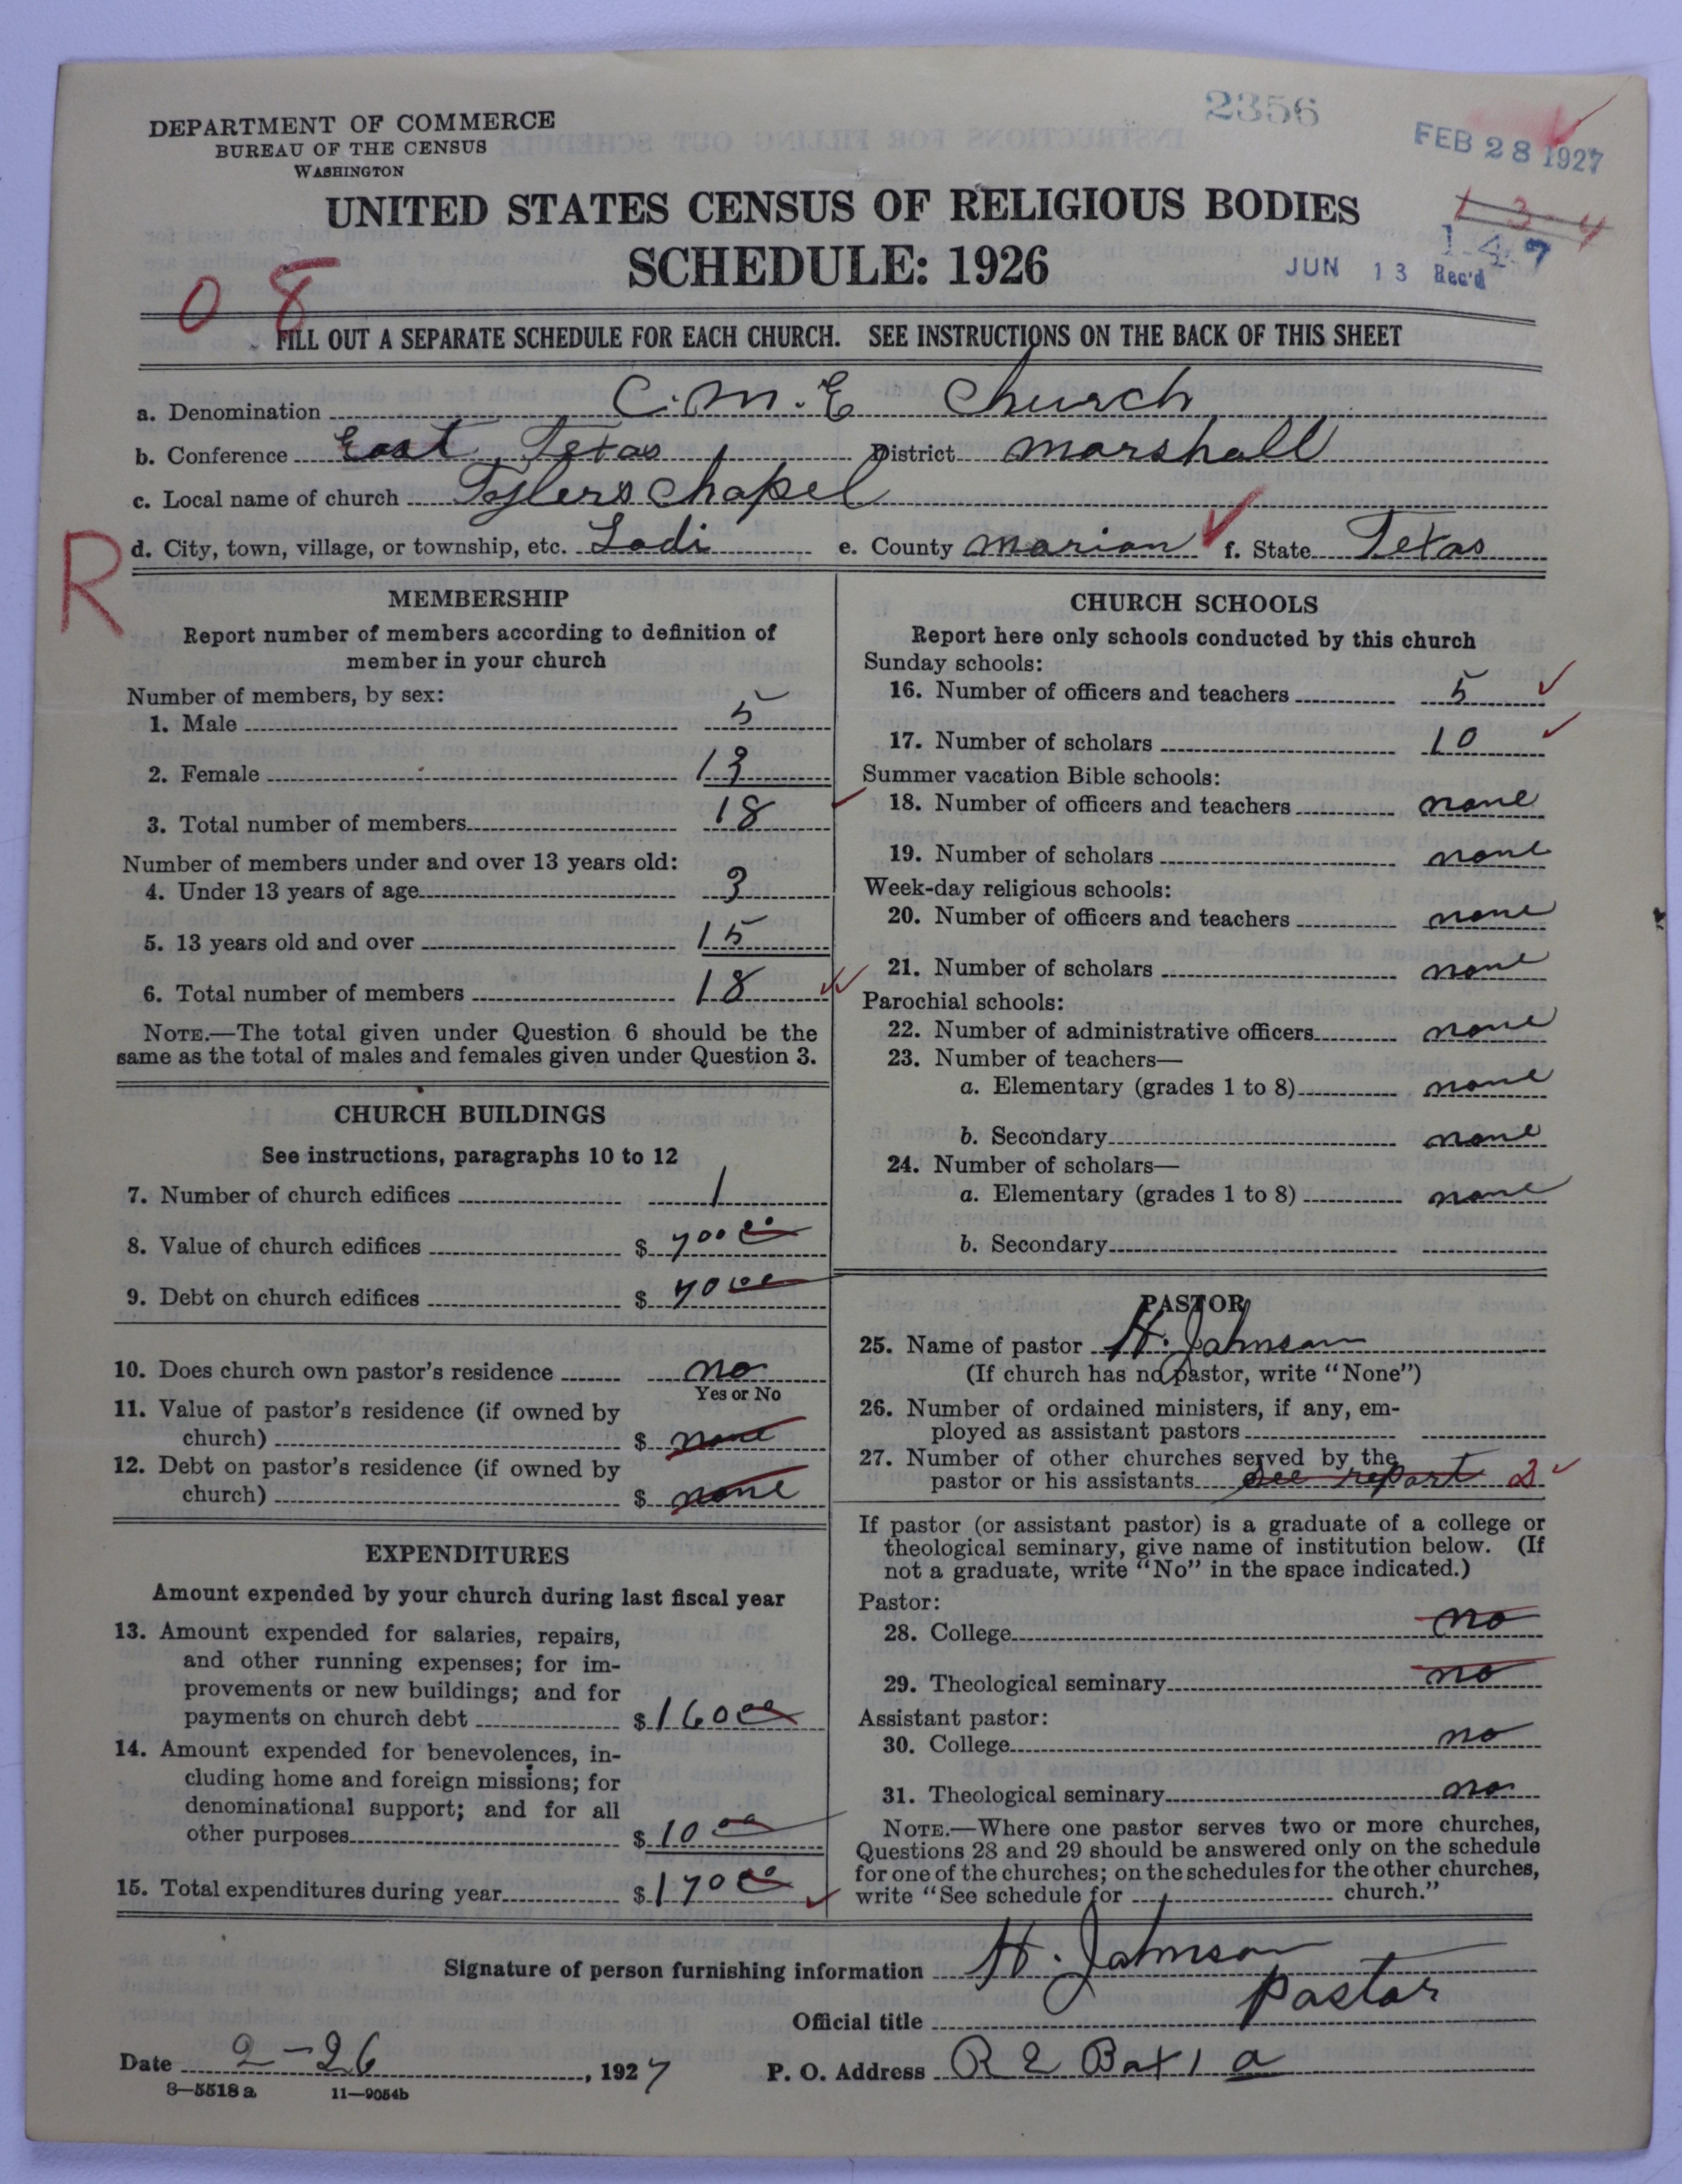 2356
FEB 28 1927
DEPARTMENT OF COMMERCE
BUREAU OF THE CENSUS
WASHINGTON
UNITED STATES CENSUS OF RELIGIOUS BODIES
1 3-4
147
SCHEDULE: 1926
JUN 13 Rec'd
08
FILL OUT A SEPARATE SCHEDULE FOR EACH CHURCH. SEE INSTRUCTIONS ON THE BACK OF THIS SHEET
a. Denomination C.M.E Church
b. Conference East Texas District Marshall
c. Local name of church Tylers Chapel
R
d. City, town, village, or township, etc. Lodi e. County Marion f. State Texas
MEMBERSHIP
Report number of members according to definition of
member in your church
Number of members, by sex:
1. Male 5
2. Female 13
3. Total number of members 18
Number of members under and over 13 years old:
4. Under 13 years of age 3
5. 13 years old and over 15
6. Total number of members 18
NOTE.—The total given under Question 6 should be the
same as the total of males and females given under Question 3.
CHURCH BUILDINGS
See instructions, paragraphs 10 to 12
7. Number of church edifices 1
8. Value of church edifices $ 700 00
9. Debt on church edifices $ 70 00
10. Does church own pastor's residence no
Yes or No
11. Value of pastor's residence (if owned by
church) $ none
12. Debt on pastor's residence (if owned by
church) $ none
EXPENDITURES
Amount expended by your church during last fiscal year
13. Amount expended for salaries, repairs,
and other running expenses; for im-
provements or new buildings; and for
payments on church debt $ 160 00
14. Amount expended for benevolences, in-
cluding home and foreign missions; for
denominational support; and for all
other purposes $ 10 00
15. Total expenditures during year $ 170 00
CHURCH SCHOOLS
Report here only schools conducted by this church
Sunday schools:
16. Number of officers and teachers 5
17. Number of scholars 10
Summer vacation Bible schools:
18. Number of officers and teachers none
19. Number of scholars none
Week-day religious schools:
20. Number of officers and teachers none
21. Number of scholars none
Parochial schools:
22. Number of administrative officers none
23. Number of teachers—
a. Elementary (grades 1 to 8) none
b. Secondary none
24. Number of scholars—
a. Elementary (grades 1 to 8) none
b. Secondary
PASTOR
25. Name of pastor H. Johnson
(If church has no pastor, write "None")
26. Number of ordained ministers, if any, em-
ployed as assistant pastors
27. Number of other churches served by the
pastor or his assistants see report 2
If pastor (or assistant pastor) is a graduate of a college or
theological seminary, give name of institution below. (If
not a graduate, write "No" in the space indicated.)
Pastor:
28. College no
29. Theological seminary no
Assistant pastor:
30. College no
31. Theological seminary no
NOTE.—Where one pastor serves two or more churches,
Questions 28 and 29 should be answered only on the schedule
for one of the churches; on the schedules for the other churches,
write "See schedule for church."
Signature of person furnishing information H. Johnson
Official title Pastor
Date 2-26, 1927 P. O. Address R 2 Box 1 a
8—5518 a 11—9054b